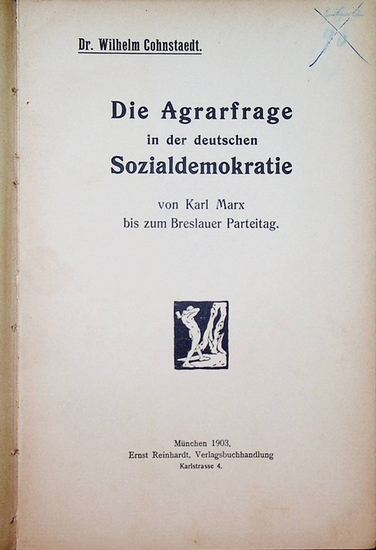 Dr. Wilhelm Cohnstaedt.
Die Agrarfrage
in der deutschen
Sozialdemokratie
von Karl Marx
bis zum Breslauer Parteitag.
München 1903,
Ernst Reinhardt, Verlagsbuchhandlung
Karlstrasse 4.